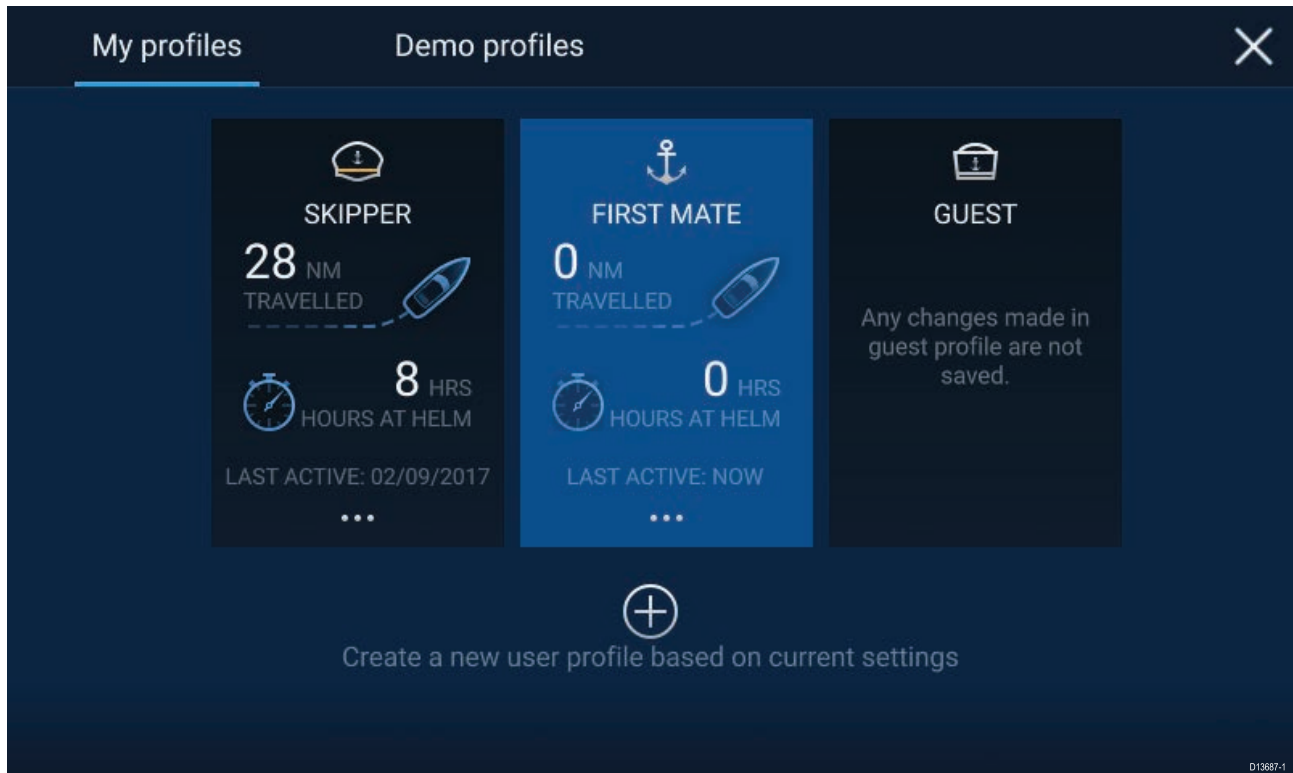 My profiles
Demo profiles
SKIPPER
28 NM
TRAVELLED
8 HRS
HOURS AT HELM
LAST ACTIVE: 02/09/2017
FIRST MATE
0 NM
TRAVELLED
0 HRS
HOURS AT HELM
LAST ACTIVE: NOW
GUEST
Any changes made in
guest profile are not
saved.
Create a new user profile based on current settings
D13687-1